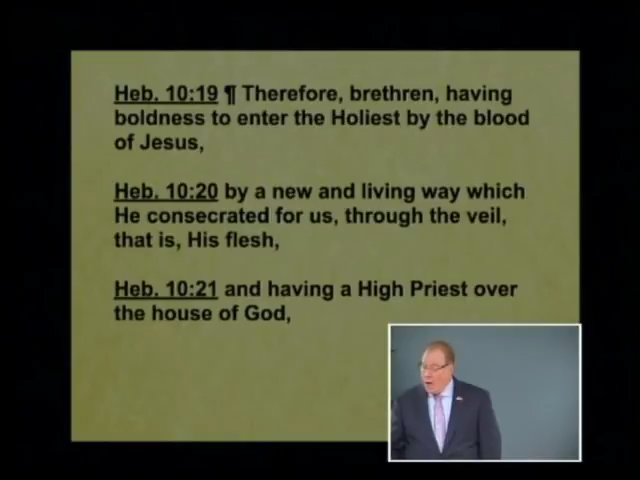 Heb. 10:19 ¶ Therefore, brethren, having
boldness to enter the Holiest by the blood
of Jesus,
Heb. 10:20 by a new and living way which
He consecrated for us, through the veil,
that is, His flesh,
Heb. 10:21 and having a High Priest over
the house of God,